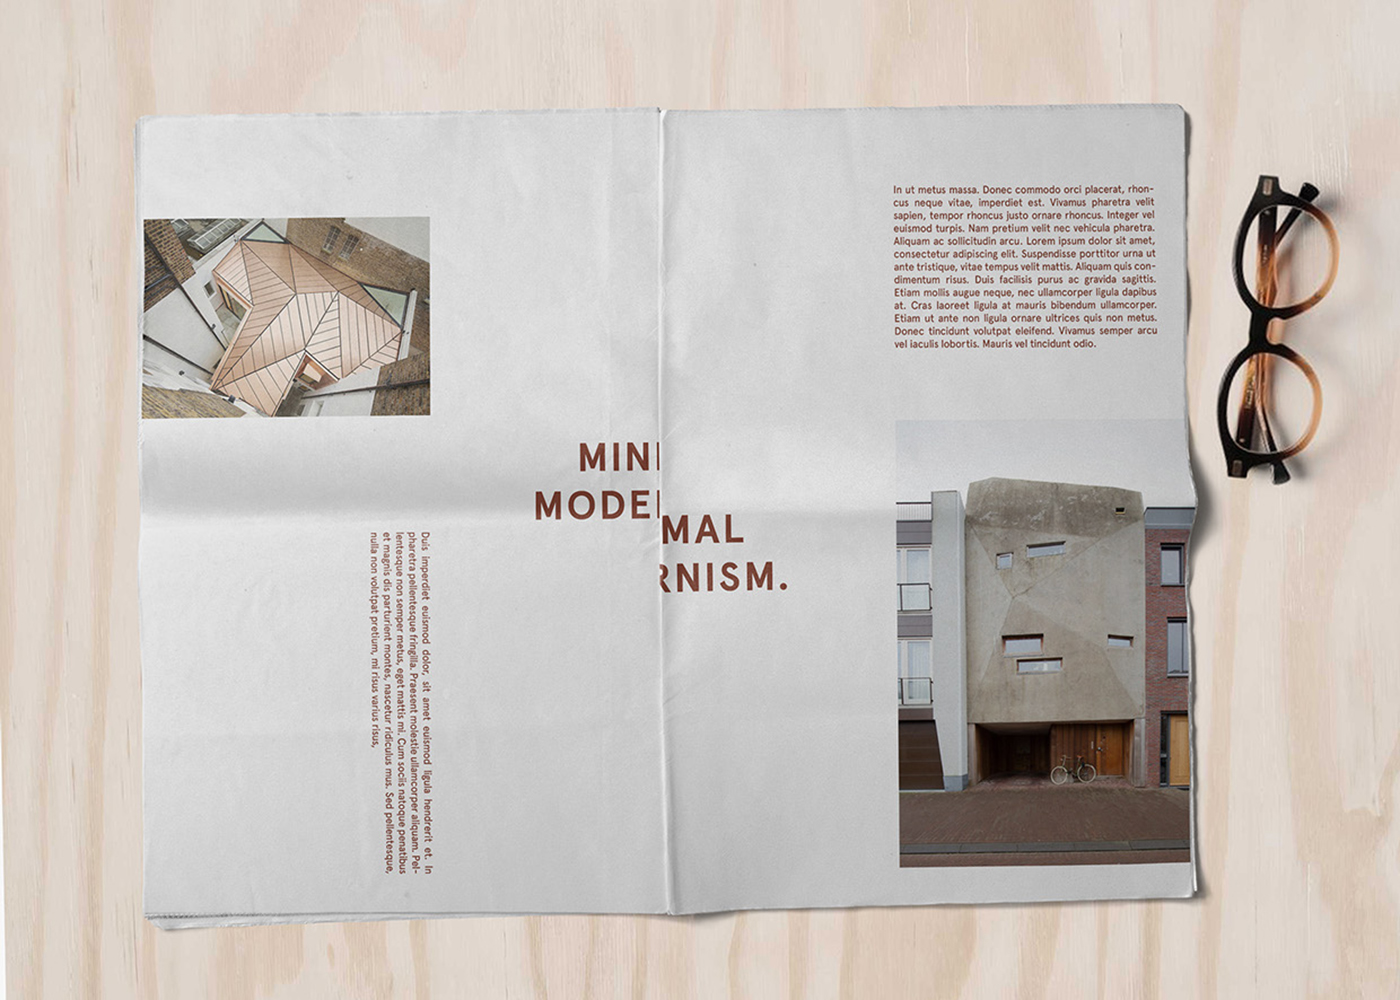 MINI
MODER
MAL
RNISM.
Duis imperdiet euismod dolor, sit amet euismod ligula hendrerit et. In
pharetra pellentesque fringilla. Praesent molestie ullamcorper aliquam. Pel-
lentesque non semper metus, eget mattis mi. Cum sociis natoque penatibus
et magnis dis parturient montes, nascetur ridiculus mus. Sed pellentesque,
nulla non volutpat pretium, mi risus varius risus,
In ut metus massa. Donec commodo orci placerat, rhon-
cus neque vitae, imperdiet est. Vivamus pharetra velit
sapien, tempor rhoncus justo ornare rhoncus. Integer vel
euismod turpis. Nam pretium velit nec vehicula pharetra.
Aliquam ac sollicitudin arcu. Lorem ipsum dolor sit amet,
consectetur adipiscing elit. Suspendisse porttitor urna ut
ante tristique, vitae tempus velit mattis. Aliquam quis con-
dimentum risus. Duis facilisis purus ac gravida sagittis.
Etiam mollis augue neque, nec ullamcorper ligula dapibus
at. Cras laoreet ligula at mauris bibendum ullamcorper.
Etiam ut ante non ligula ornare ultrices quis non metus.
Donec tincidunt volutpat eleifend. Vivamus semper arcu
vel iaculis lobortis. Mauris vel tincidunt odio.